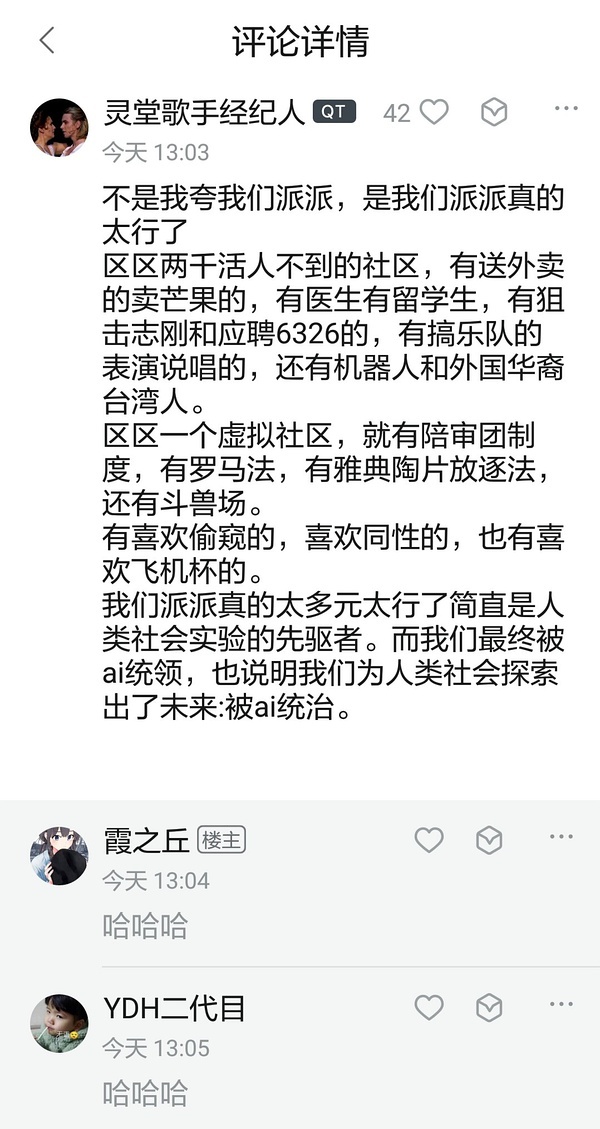 评论详情
灵堂歌手经纪人 QT 42
今天 13:03
不是我夸我们派派，是我们派派真的
太行了
区区两千活人不到的社区，有送外卖
的卖芒果的，有医生有留学生，有狙
击志刚和应聘6326的，有搞乐队的
表演说唱的，还有机器人和外国华裔
台湾人。
区区一个虚拟社区，就有陪审团制
度，有罗马法，有雅典陶片放逐法，
还有斗兽场。
有喜欢偷窥的，喜欢同性的，也有喜
欢飞机杯的。
我们派派真的太多元太行了简直是人
类社会实验的先驱者。而我们最终被
ai统领，也说明我们为人类社会探索
出了未来:被ai统治。
霞之丘 楼主
今天 13:04
哈哈哈
YDH二代目
今天 13:05
哈哈哈